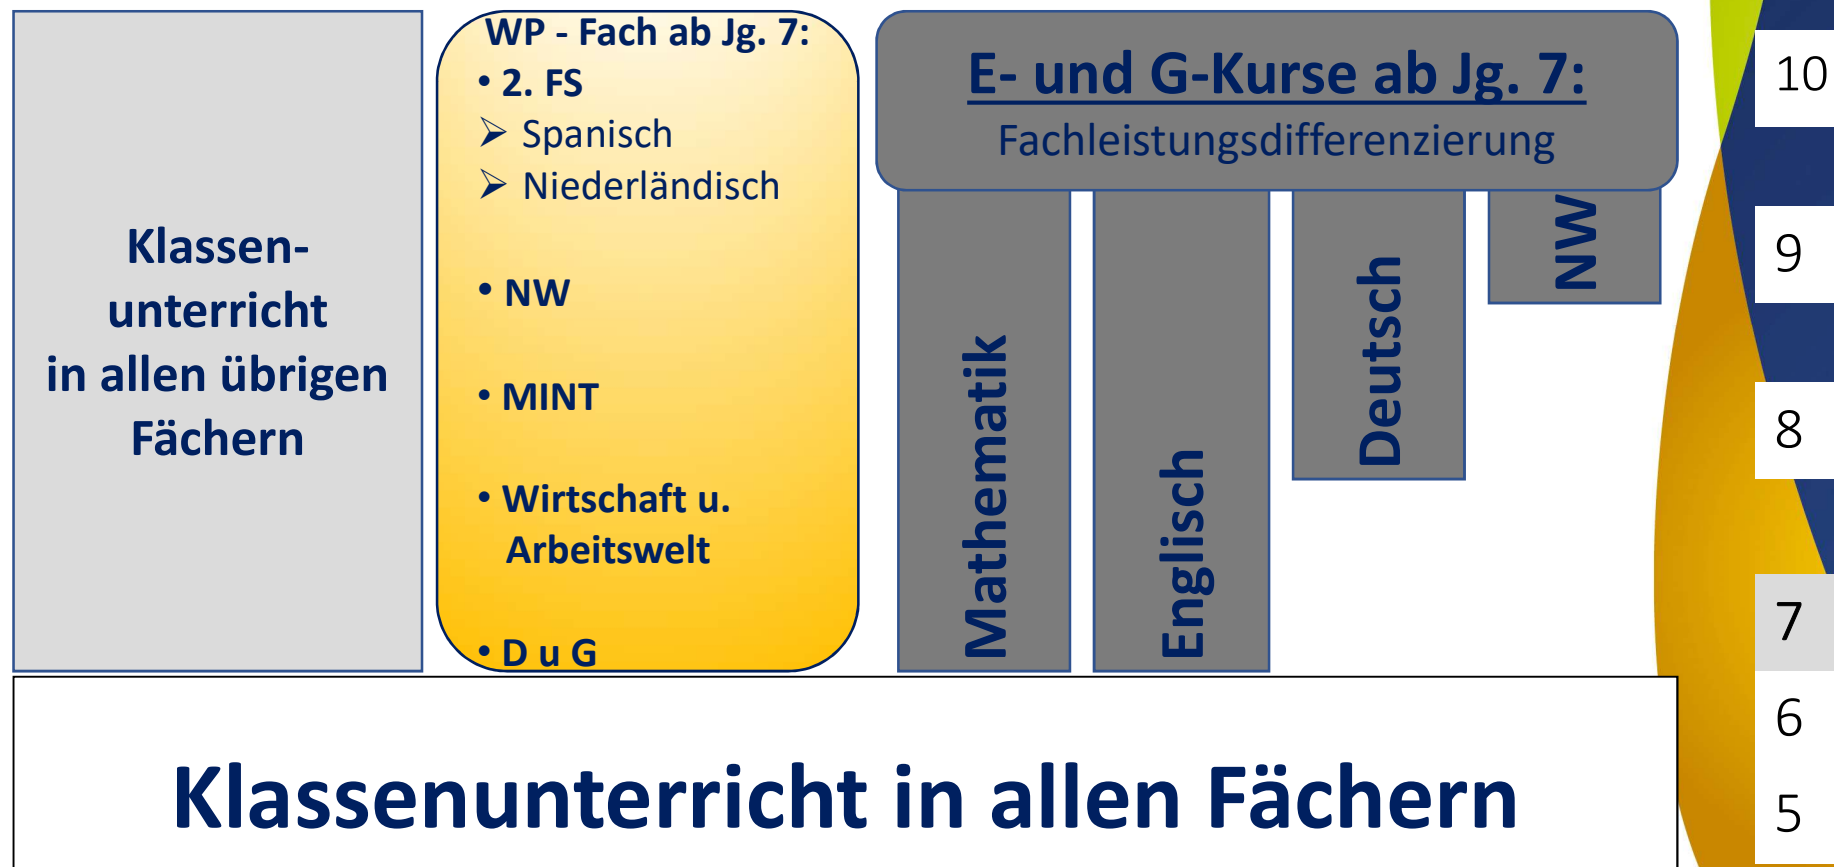 Klassen-
unterricht
in allen übrigen
Fächern
WP - Fach ab Jg. 7:
• 2. FS
➢ Spanisch
➢ Niederländisch
• NW
• MINT
• Wirtschaft u.
Arbeitswelt
• D u G
E- und G-Kurse ab Jg. 7:
Fachleistungsdifferenzierung
Mathematik
Englisch
Deutsch
NW
10
9
8
7
6
5
Klassenunterricht in allen Fächern